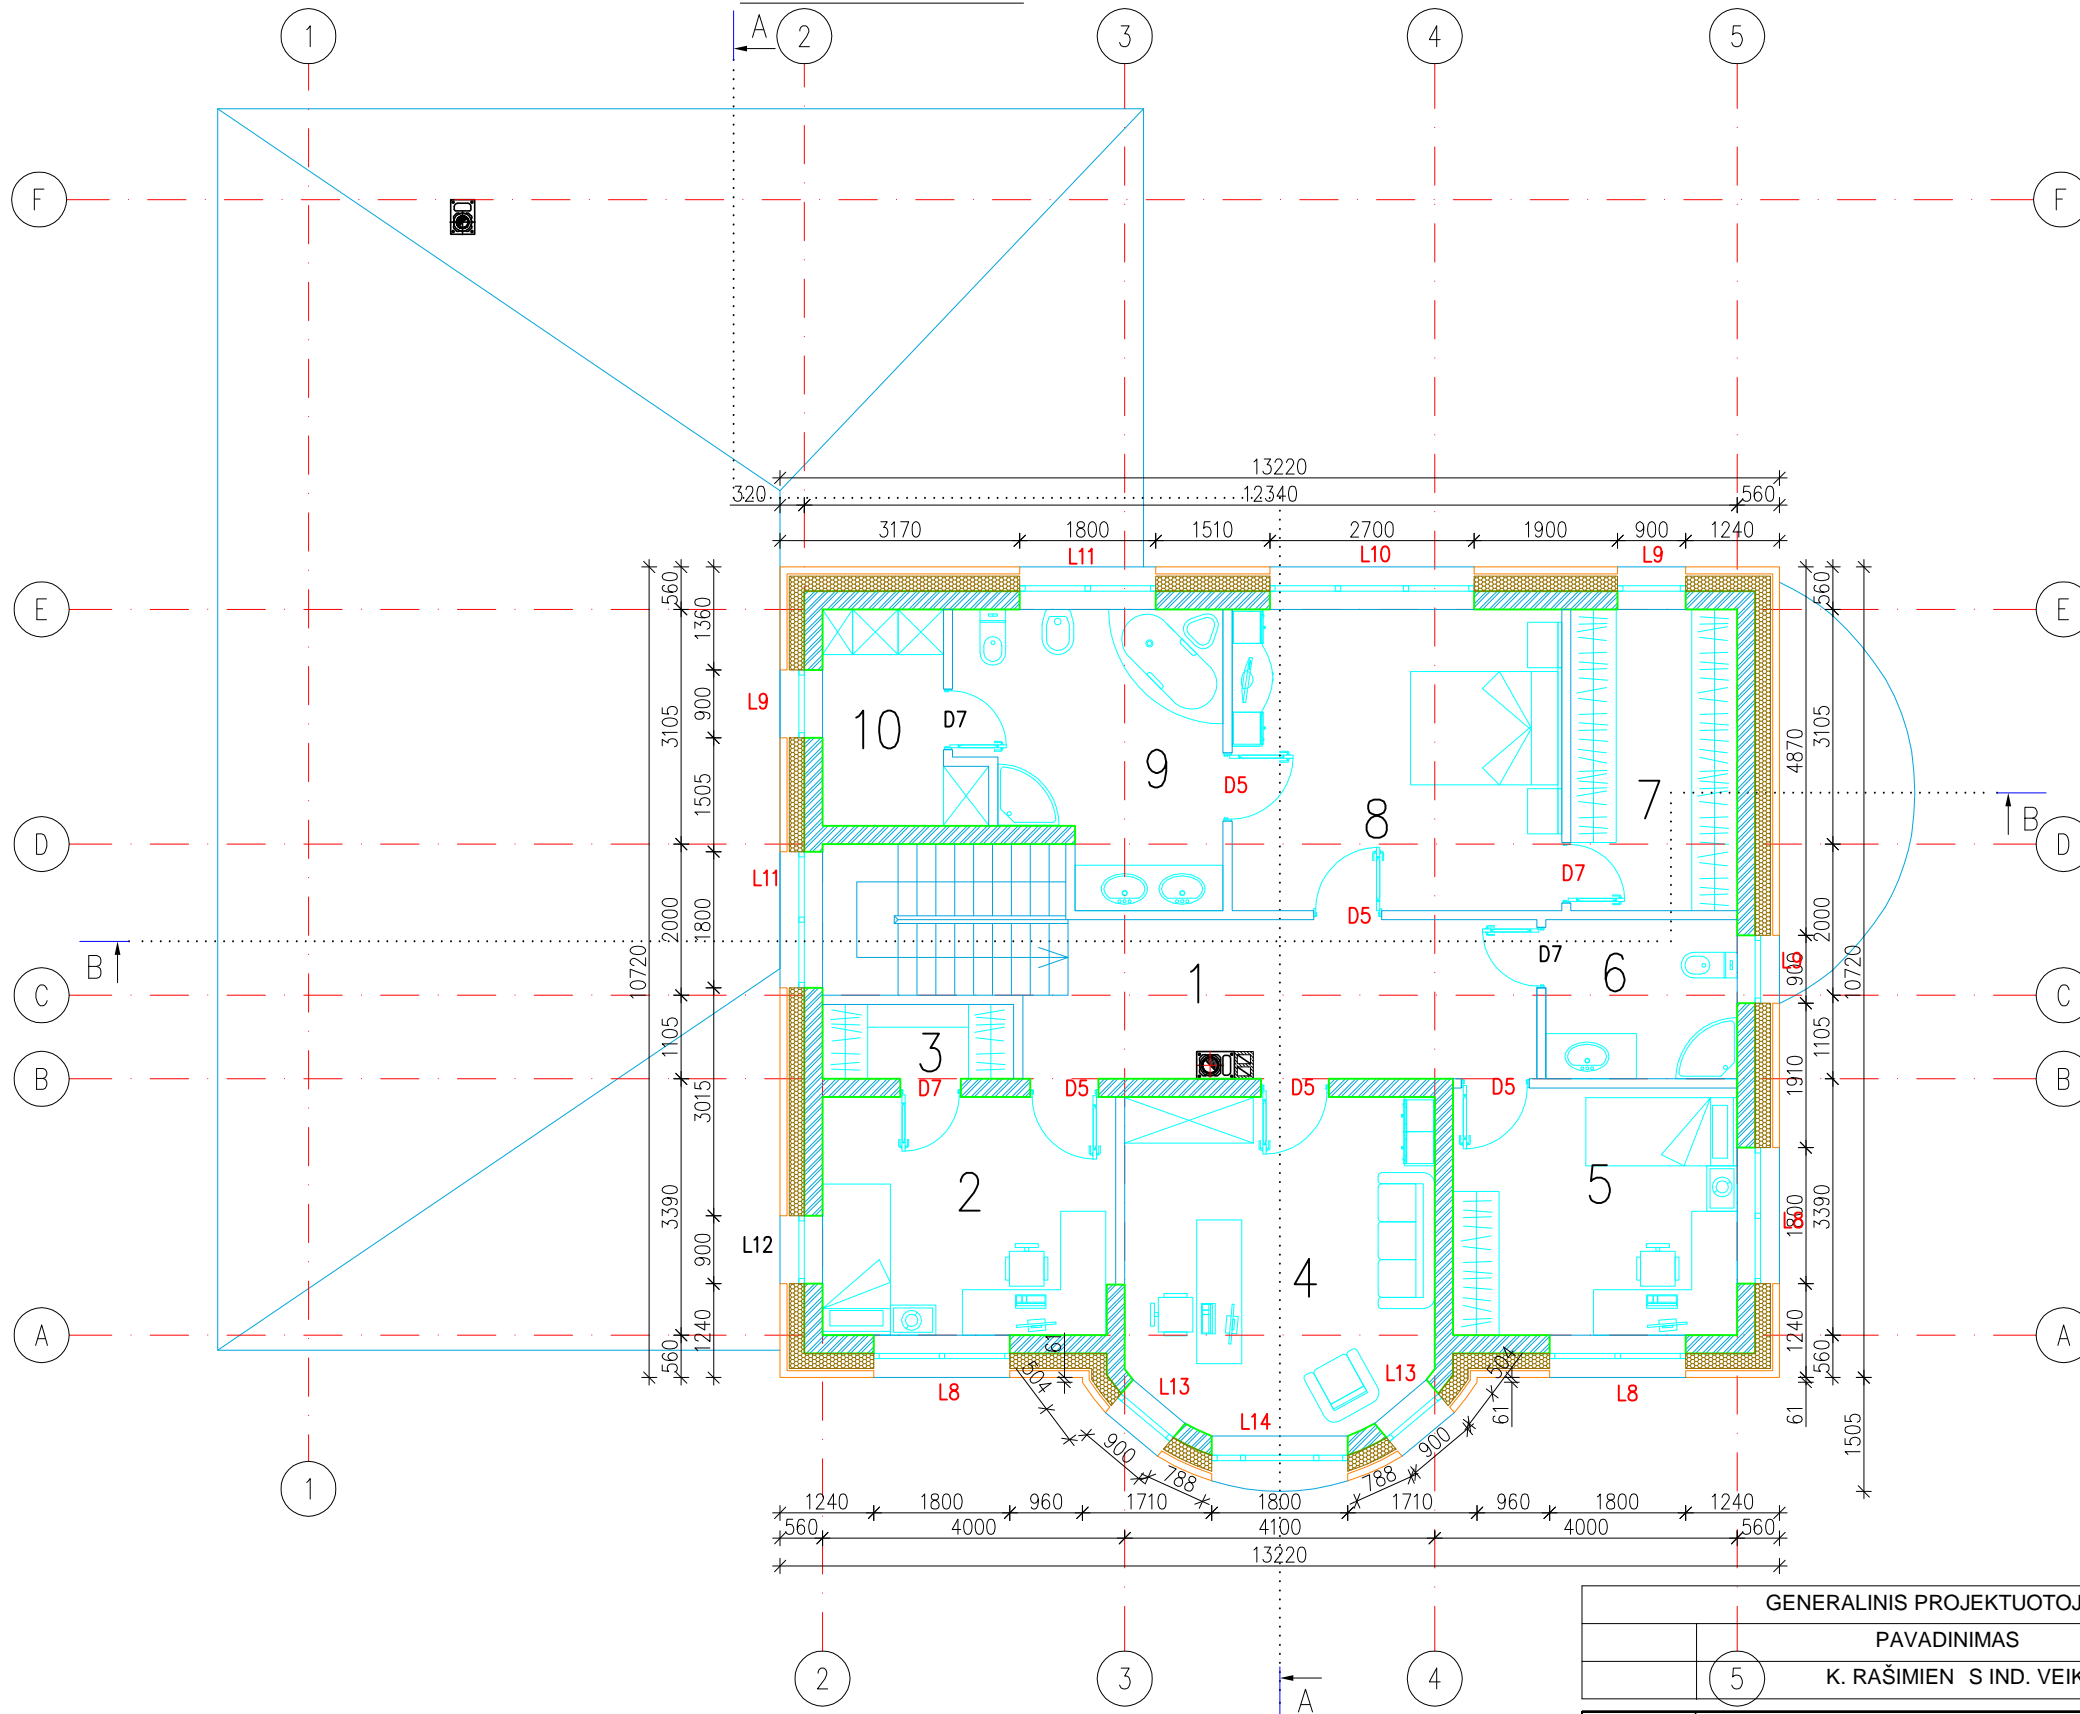 A
1 2 3 4 5
F F
13220
320 12340 560
3170 1800 1510 2700 1900 900 1240
L11 L10 L9
E E
560 1360 560
L9 900 3105
10 D7 9 D5 8 7 4870 3105
1505
D D
B
L11 D7
2000 1800 D5 2000
B 10720 D7 6 L9 900 10720
1
C C
1105 3 1105
B B
D7 D5 D5 D5
3015 1910
2 5
3390 900 4 1800 L8 3390
L12
A A
560 1240 61 1240 560
504 L13 L13 504
L8 L14 L8
61 61 1505
900 788 788 900
1
1240 1800 960 1710 1800 1710 960 1800 1240
560 4000 4100 4000 560
13220
GENERALINIS PROJEKTUOTOJ
PAVADINIMAS
2 3 4 5
K. RAŠIMIEN S IND. VEIK
A